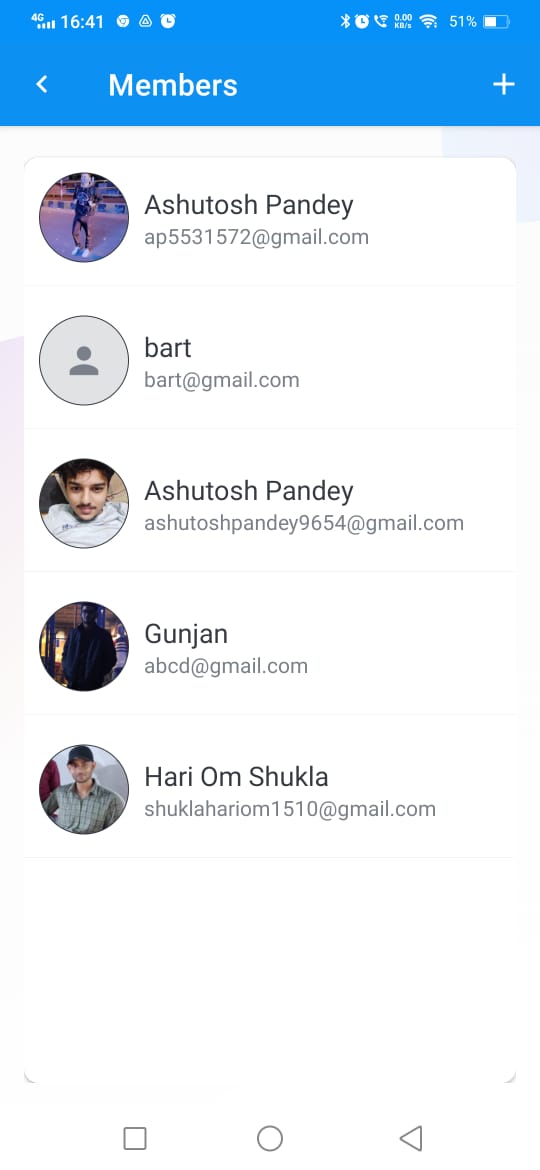 4G 16:41 0.00 KB/s 51%
Members
Ashutosh Pandey
ap5531572@gmail.com
bart
bart@gmail.com
Ashutosh Pandey
ashutoshpandey9654@gmail.com
Gunjan
abcd@gmail.com
Hari Om Shukla
shuklahariom1510@gmail.com